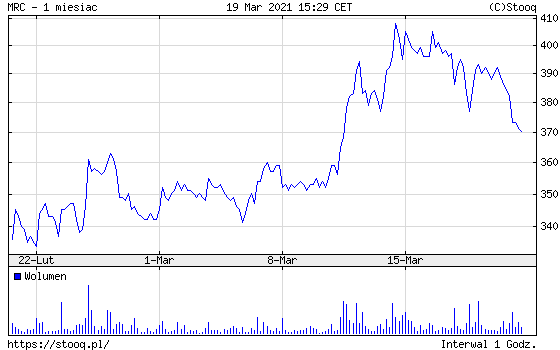 MRC - 1 miesiac 19 Mar 2021 15:29 CET (C)Stooq
410
400
390
380
370
360
350
340
22-Lut 1-Mar 8-Mar 15-Mar
Wolumen
https://stooq.pl/ Interwal 1 Godz.